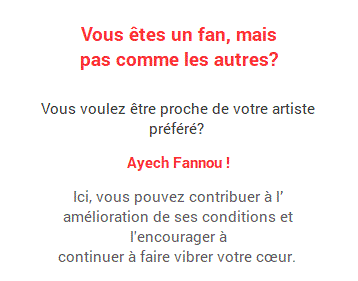 Vous êtes un fan, mais
pas comme les autres?
Vous voulez être proche de votre artiste
préféré?
Ayech Fannou !
Ici, vous pouvez contribuer à l’
amélioration de ses conditions et
l'encourager à
continuer à faire vibrer votre cœur.